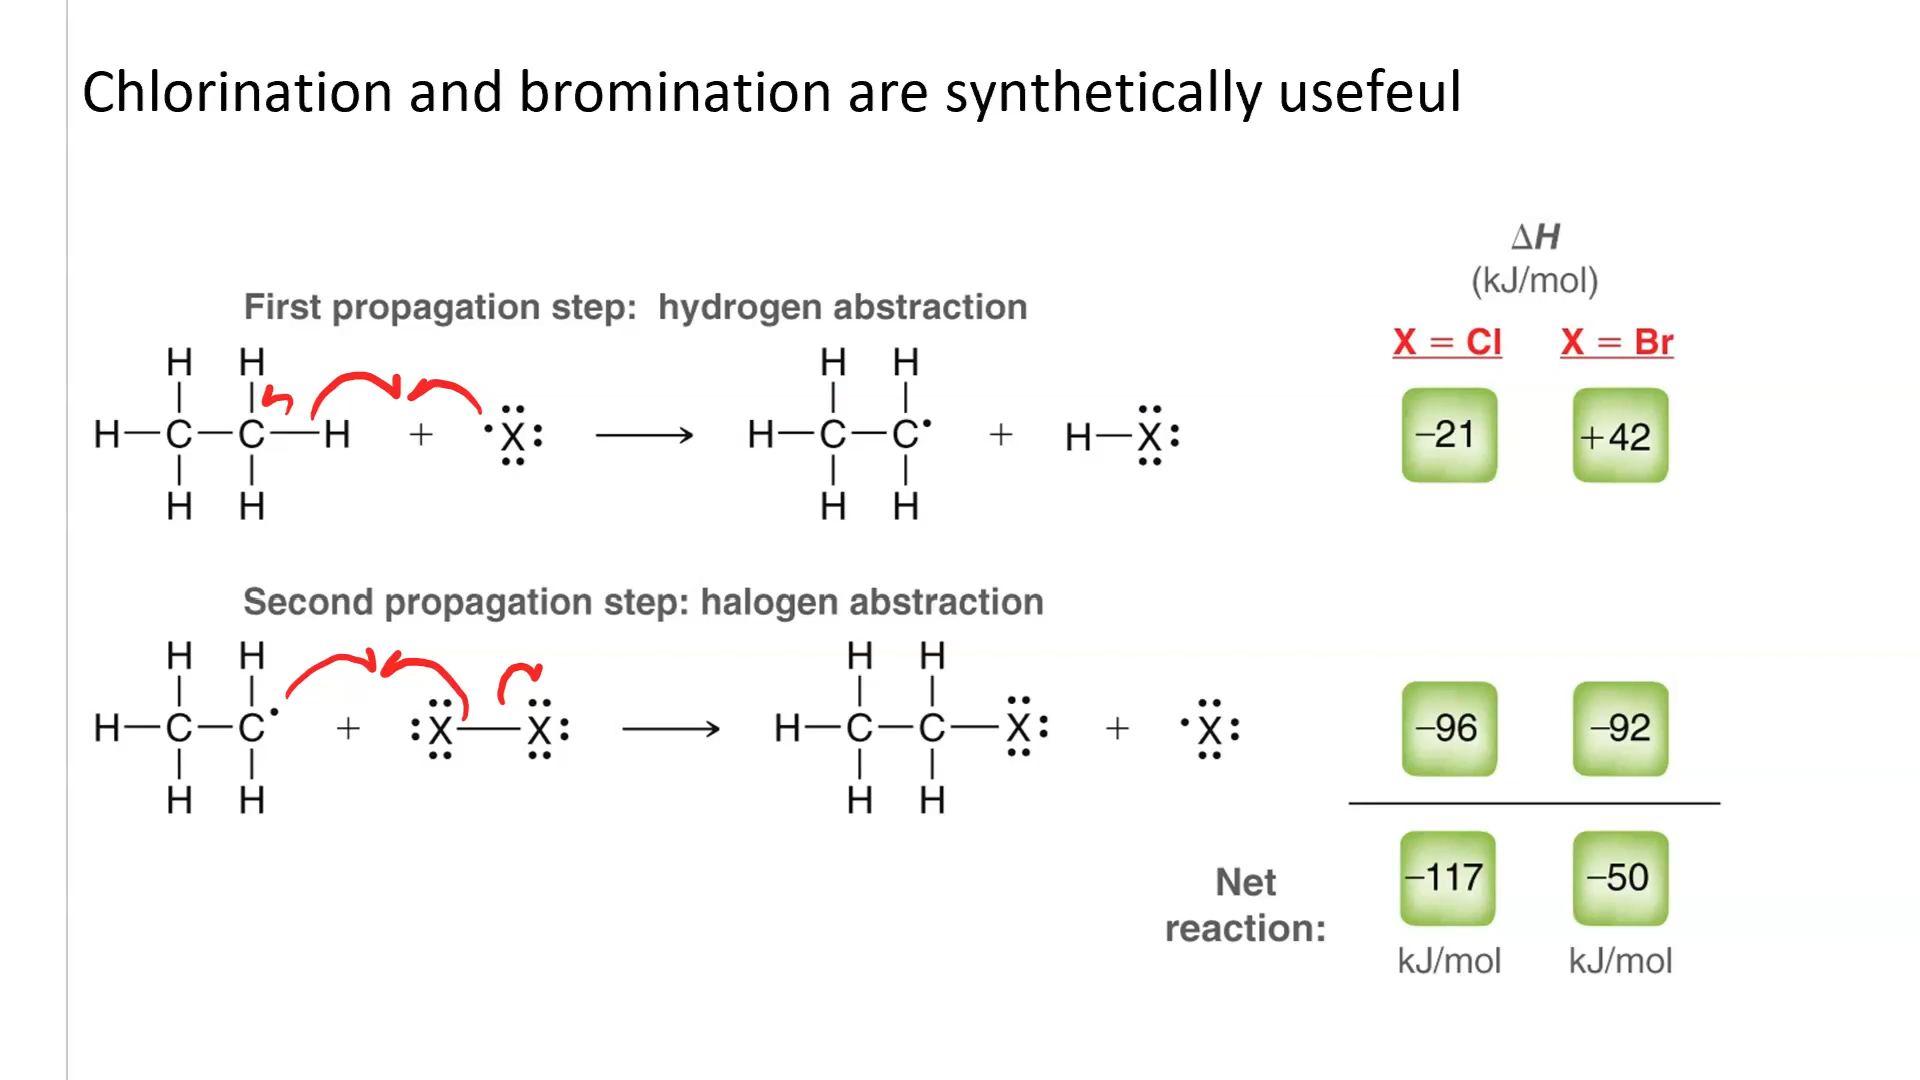 Chlorination and bromination are synthetically usefeul
ΔH
(kJ/mol)
First propagation step: hydrogen abstraction
X = Cl X = Br
H H H H
H—C—C—H + ·X: ⟶ H—C—C· + H—X: –21 +42
H H H H
Second propagation step: halogen abstraction
H H H H
H—C—C· + :X—X: ⟶ H—C—C—X: + ·X: –96 –92
H H H H
Net –117 –50
reaction:
kJ/mol kJ/mol